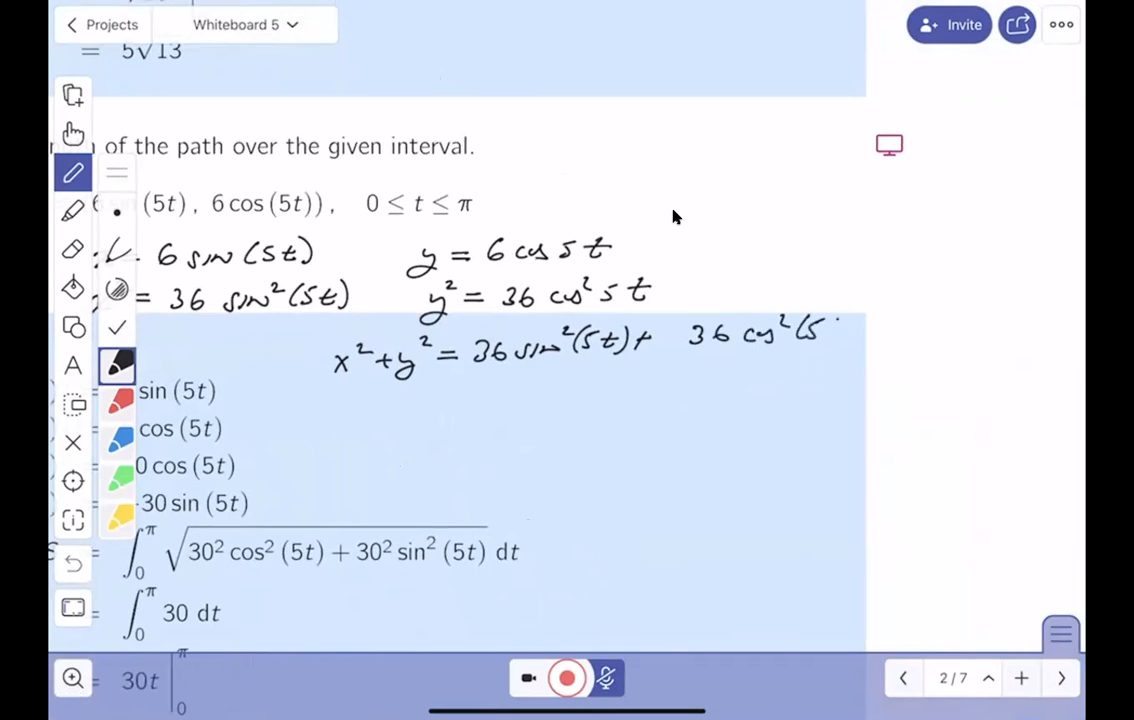 Projects
Whiteboard 5
Invite
= 5√13
of the path over the given interval.
(5t), 6 cos (5t)), 0 ≤ t ≤ π
6 sin (5t) y = 6 cos 5t
= 36 sin²(5t) y² = 36 cos² 5t
x² + y² = 36 sin²(5t) + 36 cos²(5
sin (5t)
cos (5t)
0 cos (5t)
-30 sin (5t)
= ∫₀^π √(30² cos² (5t) + 30² sin² (5t)) dt
= ∫₀^π 30 dt
= 30t |₀^π
2/7